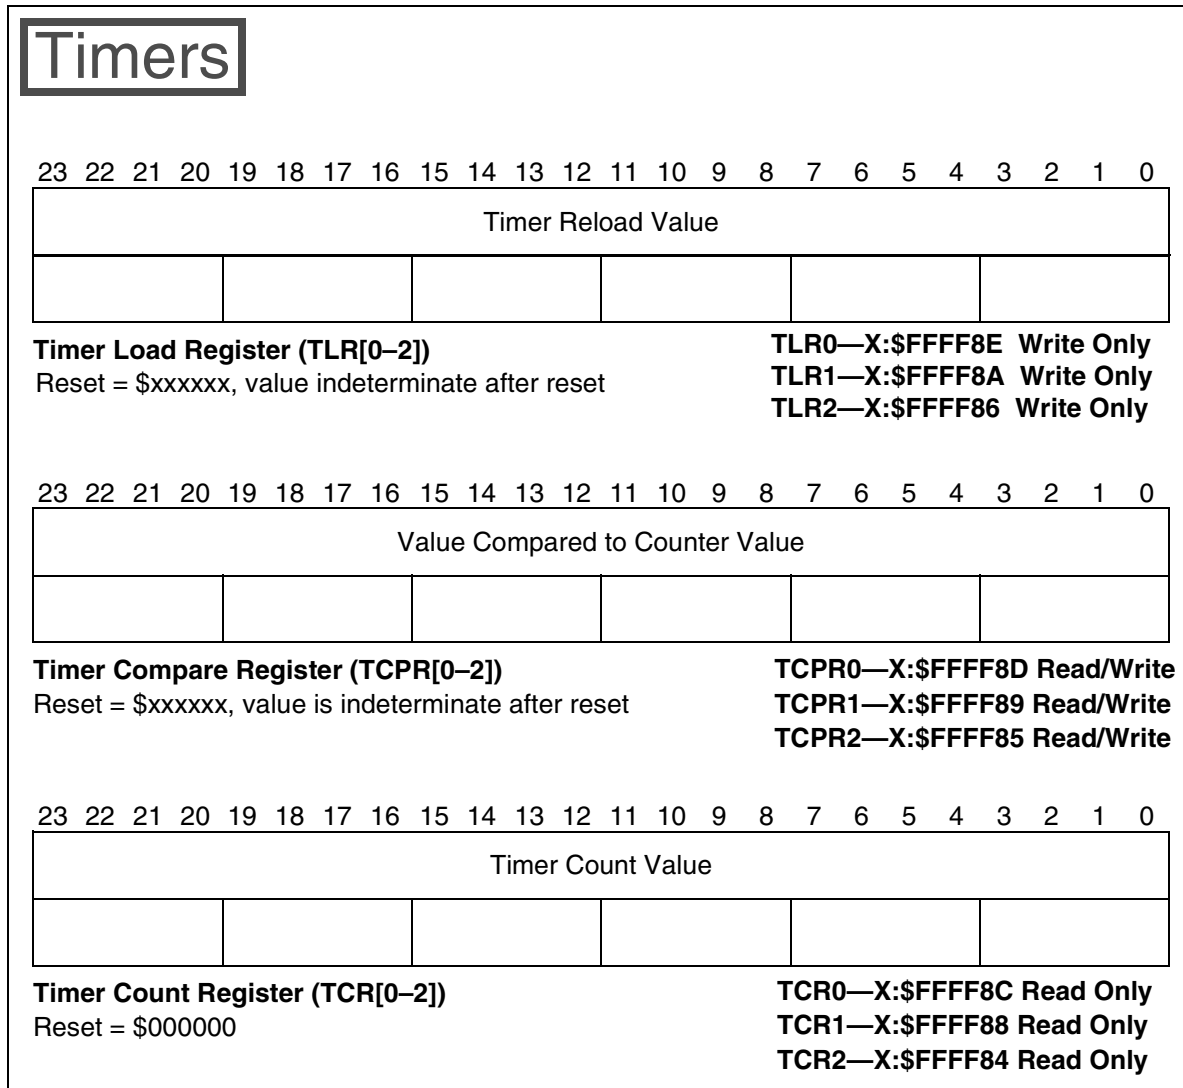 Timers
23 22 21 20 19 18 17 16 15 14 13 12 11 10 9 8 7 6 5 4 3 2 1 0
Timer Reload Value
Timer Load Register (TLR[0–2])
Reset = $xxxxxx, value indeterminate after reset
TLR0—X:$FFFF8E Write Only
TLR1—X:$FFFF8A Write Only
TLR2—X:$FFFF86 Write Only
23 22 21 20 19 18 17 16 15 14 13 12 11 10 9 8 7 6 5 4 3 2 1 0
Value Compared to Counter Value
Timer Compare Register (TCPR[0–2])
Reset = $xxxxxx, value is indeterminate after reset
TCPR0—X:$FFFF8D Read/Write
TCPR1—X:$FFFF89 Read/Write
TCPR2—X:$FFFF85 Read/Write
23 22 21 20 19 18 17 16 15 14 13 12 11 10 9 8 7 6 5 4 3 2 1 0
Timer Count Value
Timer Count Register (TCR[0–2])
Reset = $000000
TCR0—X:$FFFF8C Read Only
TCR1—X:$FFFF88 Read Only
TCR2—X:$FFFF84 Read Only